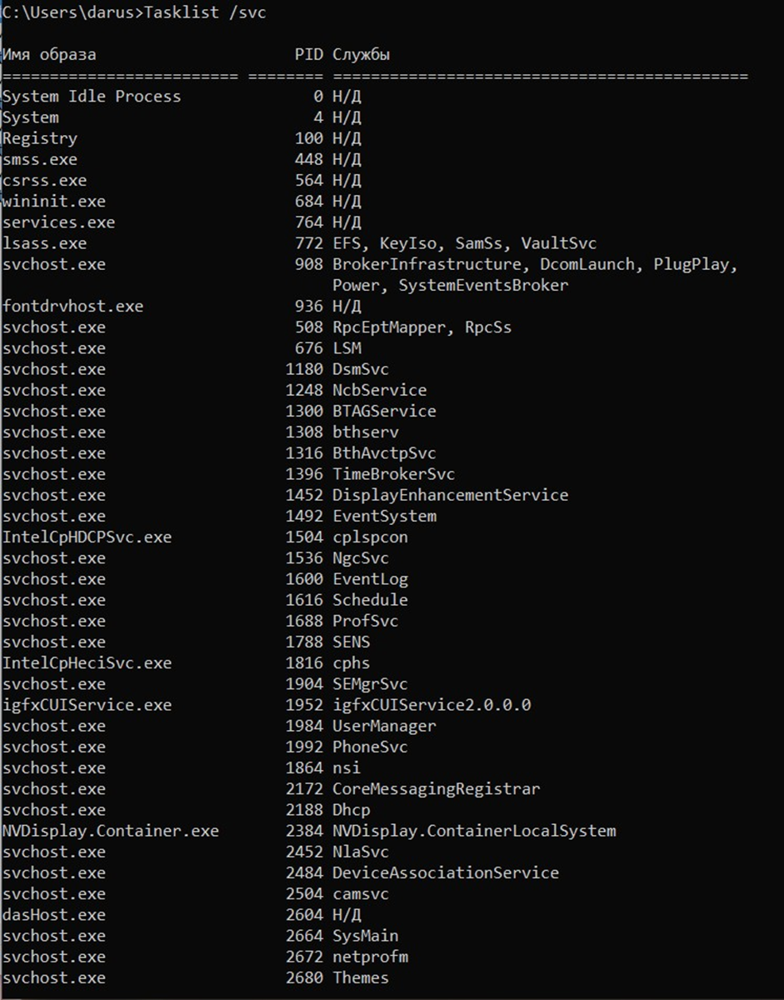 C:\Users\darus>Tasklist /svc
Имя образа PID Службы
========================= ======== ============================================
System Idle Process 0 Н/Д
System 4 Н/Д
Registry 100 Н/Д
smss.exe 448 Н/Д
csrss.exe 564 Н/Д
wininit.exe 684 Н/Д
services.exe 764 Н/Д
lsass.exe 772 EFS, KeyIso, SamSs, VaultSvc
svchost.exe 908 BrokerInfrastructure, DcomLaunch, PlugPlay,
Power, SystemEventsBroker
fontdrvhost.exe 936 Н/Д
svchost.exe 508 RpcEptMapper, RpcSs
svchost.exe 676 LSM
svchost.exe 1180 DsmSvc
svchost.exe 1248 NcbService
svchost.exe 1300 BTAGService
svchost.exe 1308 bthserv
svchost.exe 1316 BthAvctpSvc
svchost.exe 1396 TimeBrokerSvc
svchost.exe 1452 DisplayEnhancementService
svchost.exe 1492 EventSystem
IntelCpHDCPSvc.exe 1504 cplspcon
svchost.exe 1536 NgcSvc
svchost.exe 1600 EventLog
svchost.exe 1616 Schedule
svchost.exe 1688 ProfSvc
svchost.exe 1788 SENS
IntelCpHeciSvc.exe 1816 cphs
svchost.exe 1904 SEMgrSvc
igfxCUIService.exe 1952 igfxCUIService2.0.0.0
svchost.exe 1984 UserManager
svchost.exe 1992 PhoneSvc
svchost.exe 1864 nsi
svchost.exe 2172 CoreMessagingRegistrar
svchost.exe 2188 Dhcp
NVDisplay.Container.exe 2384 NVDisplay.ContainerLocalSystem
svchost.exe 2452 NlaSvc
svchost.exe 2484 DeviceAssociationService
svchost.exe 2504 camsvc
dasHost.exe 2604 Н/Д
svchost.exe 2664 SysMain
svchost.exe 2672 netprofm
svchost.exe 2680 Themes